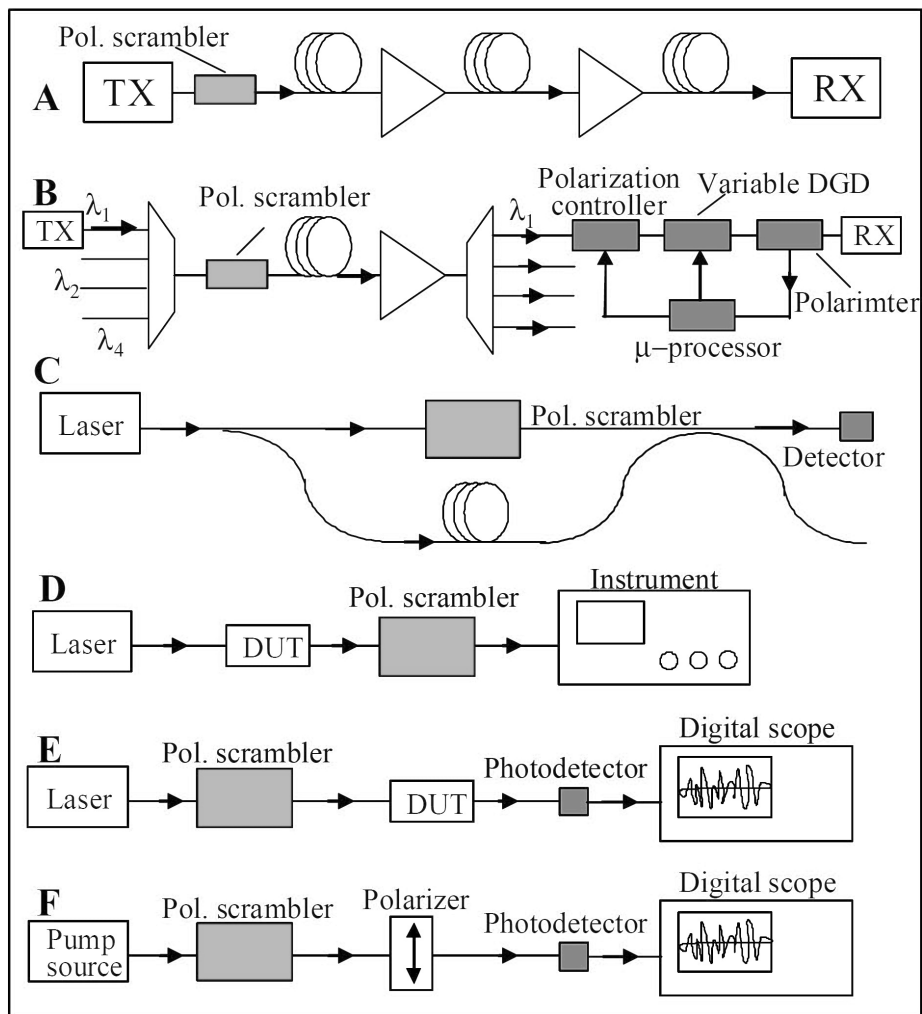 Pol. scrambler
A
TX
RX
B
TX
λ1
λ2
λ4
Pol. scrambler
λ1
Polarization
controller
Variable DGD
RX
Polarimter
μ−processor
C
Laser
Pol. scrambler
Detector
D
Laser
DUT
Pol. scrambler
Instrument
E
Laser
Pol. scrambler
DUT
Photodetector
Digital scope
F
Pump
source
Pol. scrambler
Polarizer
Photodetector
Digital scope